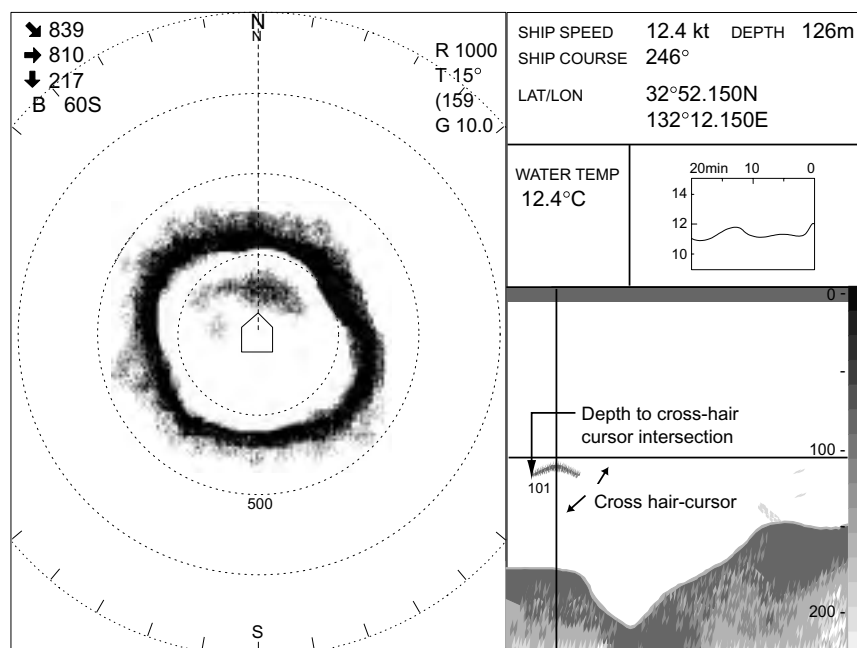 839
810
217
B 60S
N
N
R 1000
T 15°
(159
G 10.0
500
S
SHIP SPEED 12.4 kt DEPTH 126m
SHIP COURSE 246°
LAT/LON 32°52.150N
132°12.150E
WATER TEMP
12.4°C
20min 10 0
14
12
10
0
Depth to cross-hair
cursor intersection
100
101
Cross hair-cursor
200